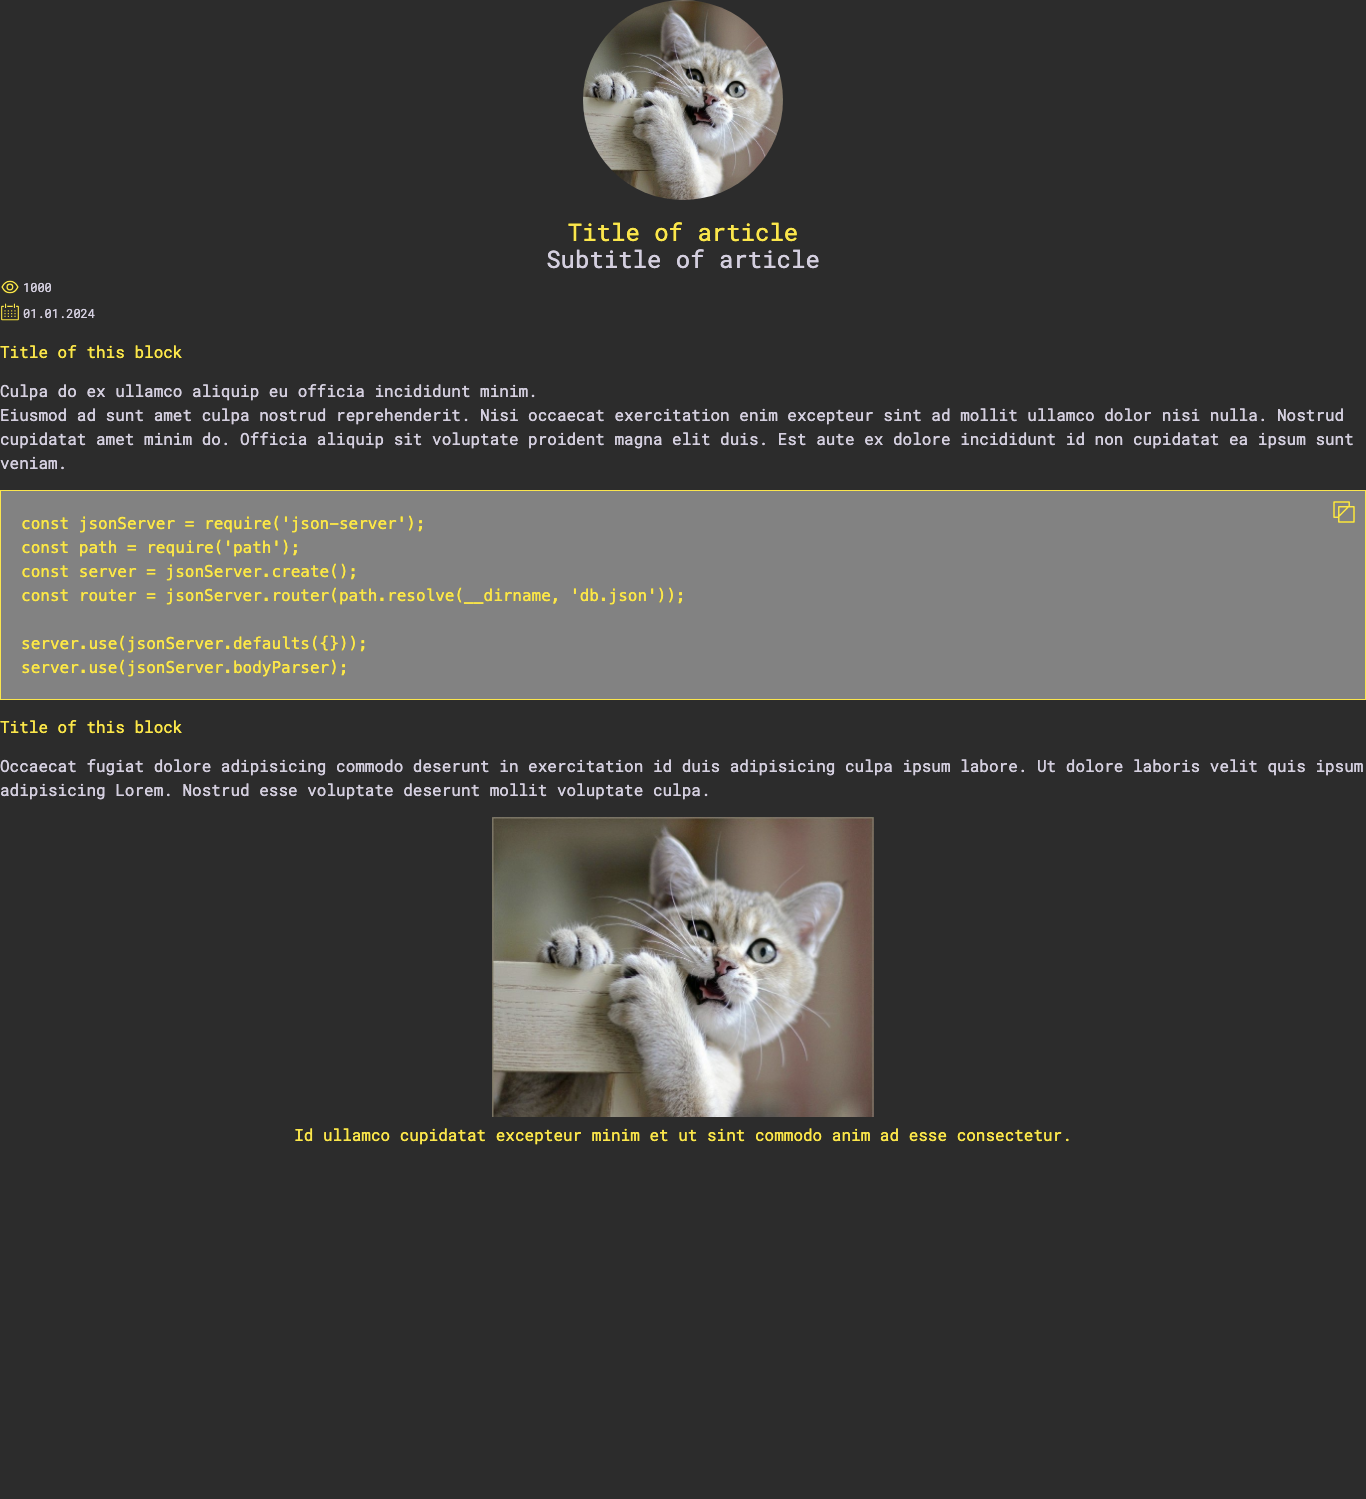 Title of article
Subtitle of article
1000
01.01.2024
Title of this block
Culpa do ex ullamco aliquip eu officia incididunt minim.
Eiusmod ad sunt amet culpa nostrud reprehenderit. Nisi occaecat exercitation enim excepteur sint ad mollit ullamco dolor nisi nulla. Nostrud
cupidatat amet minim do. Officia aliquip sit voluptate proident magna elit duis. Est aute ex dolore incididunt id non cupidatat ea ipsum sunt
veniam.
const jsonServer = require('json-server');
const path = require('path');
const server = jsonServer.create();
const router = jsonServer.router(path.resolve(__dirname, 'db.json'));
server.use(jsonServer.defaults({}));
server.use(jsonServer.bodyParser);
Title of this block
Occaecat fugiat dolore adipisicing commodo deserunt in exercitation id duis adipisicing culpa ipsum labore. Ut dolore laboris velit quis ipsum
adipisicing Lorem. Nostrud esse voluptate deserunt mollit voluptate culpa.
Id ullamco cupidatat excepteur minim et ut sint commodo anim ad esse consectetur.